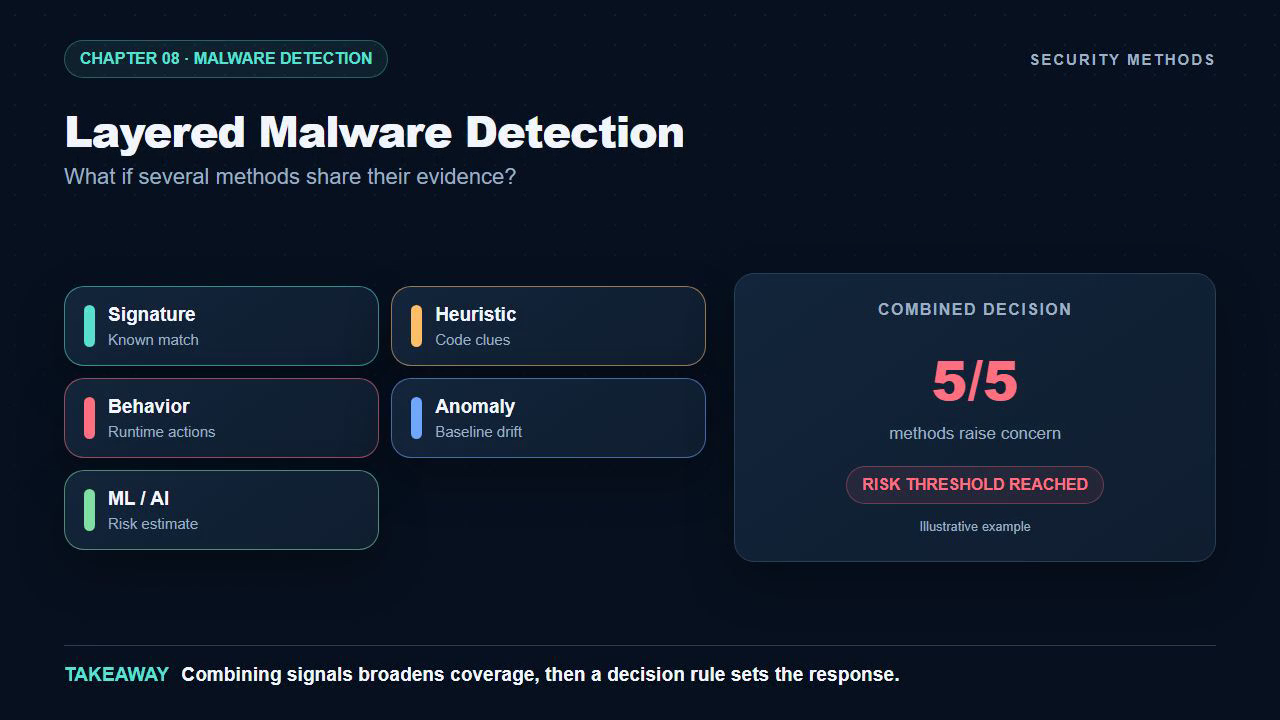 CHAPTER 08 · MALWARE DETECTION
SECURITY METHODS
Layered Malware Detection
What if several methods share their evidence?
Signature
Known match
Heuristic
Code clues
Behavior
Runtime actions
Anomaly
Baseline drift
ML / AI
Risk estimate
COMBINED DECISION
5/5
methods raise concern
RISK THRESHOLD REACHED
Illustrative example
TAKEAWAY Combining signals broadens coverage, then a decision rule sets the response.